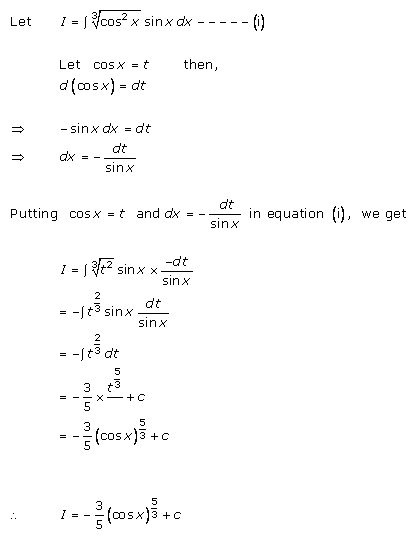 Let I = ∫ ∛(cos² x) sin x dx − − − − − (i)
Let cos x = t then,
d(cos x) = dt
⇒ − sin x dx = dt
⇒ dx = − dt/sin x
Putting cos x = t and dx = − dt/sin x in equation (i), we get
I = ∫ ∛(t²) sin x × −dt/sin x
= −∫ t^(2/3) sin x dt/sin x
= −∫ t^(2/3) dt
= − 3/5 × t^(5/3) + c
= − 3/5 (cos x)^(5/3) + c
∴ I = − 3/5 (cos x)^(5/3) + c